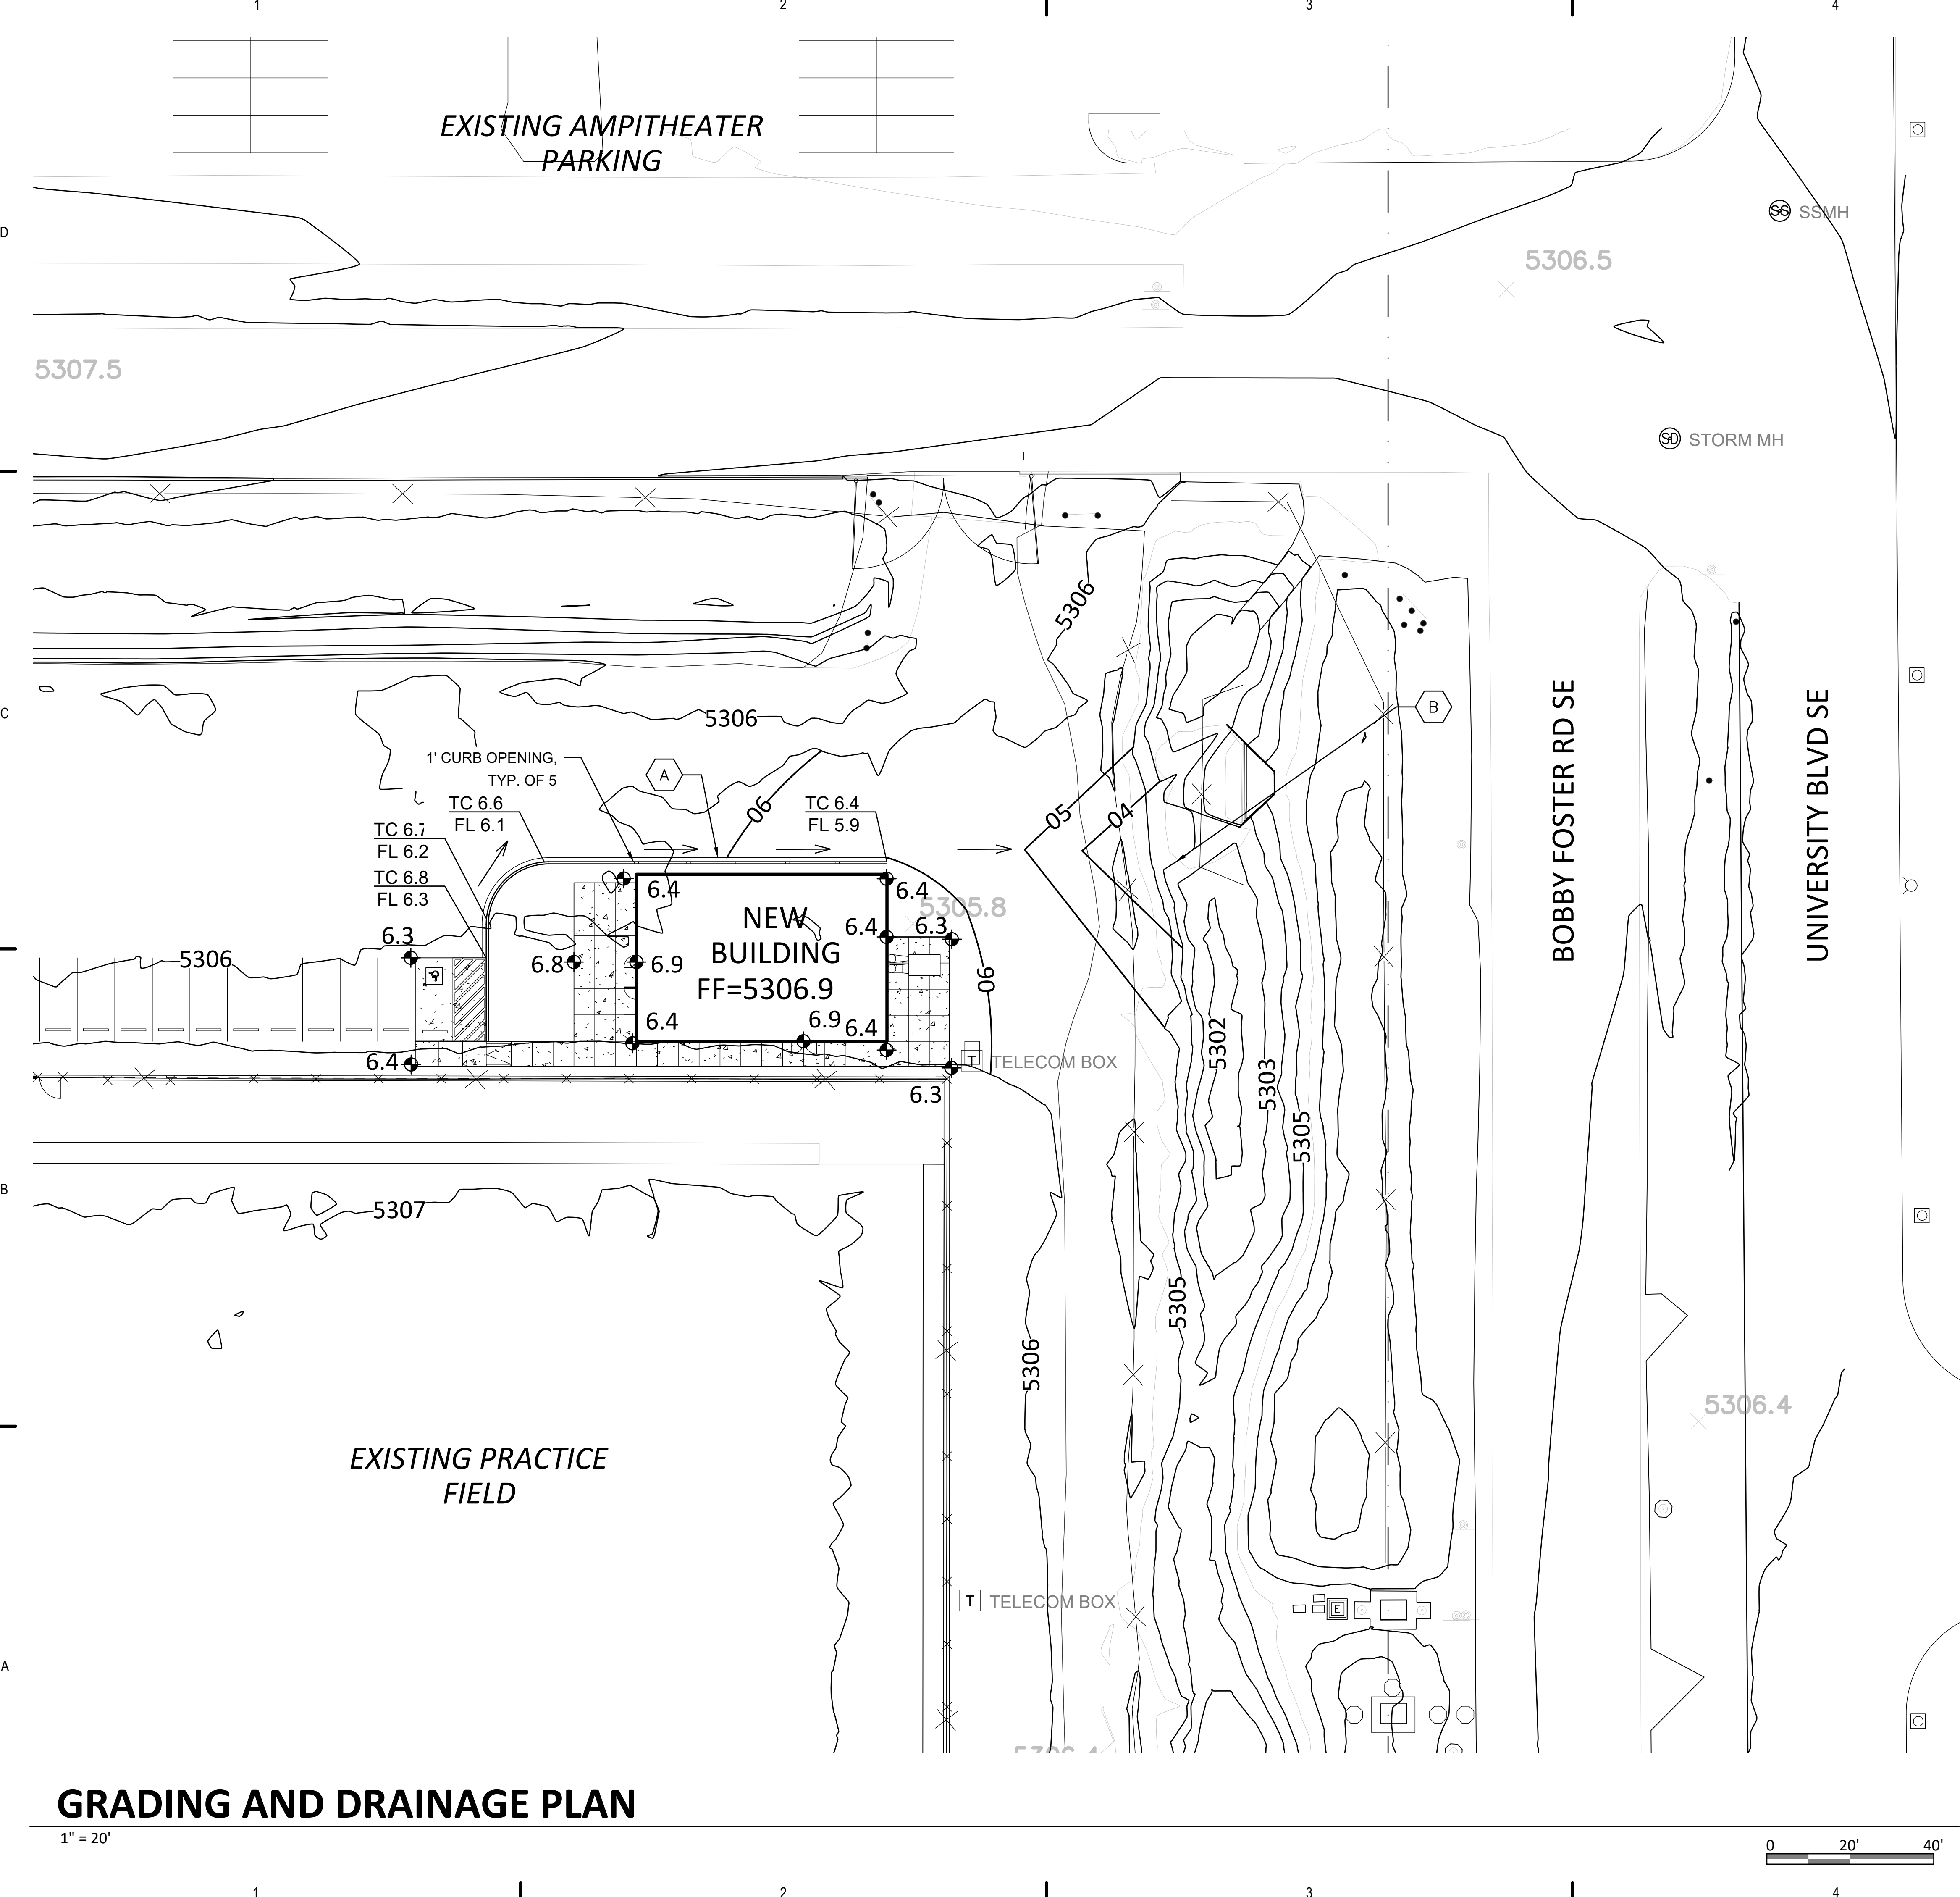 1 2 3 4
EXISTING AMPITHEATER
PARKING
D
SS SSMH
5306.5
5307.5
SD STORM MH
5306
C
5306
B
BOBBY FOSTER RD SE
UNIVERSITY BLVD SE
1' CURB OPENING,
TYP. OF 5
A
TC 6.6
FL 6.1
06
TC 6.4
FL 5.9
05
04
TC 6.7
FL 6.2
TC 6.8
FL 6.3
6.4
6.4
5305.8
NEW
BUILDING
FF=5306.9
6.4
6.3
6.3
5306
6.8
6.9
06
6.4
6.9
6.4
6.4
T TELECOM BOX
6.3
5302
5303
5305
B
5307
5305
5306
5306.4
EXISTING PRACTICE
FIELD
T TELECOM BOX
E
A
GRADING AND DRAINAGE PLAN
1" = 20'
0 20' 40'
1 2 3 4